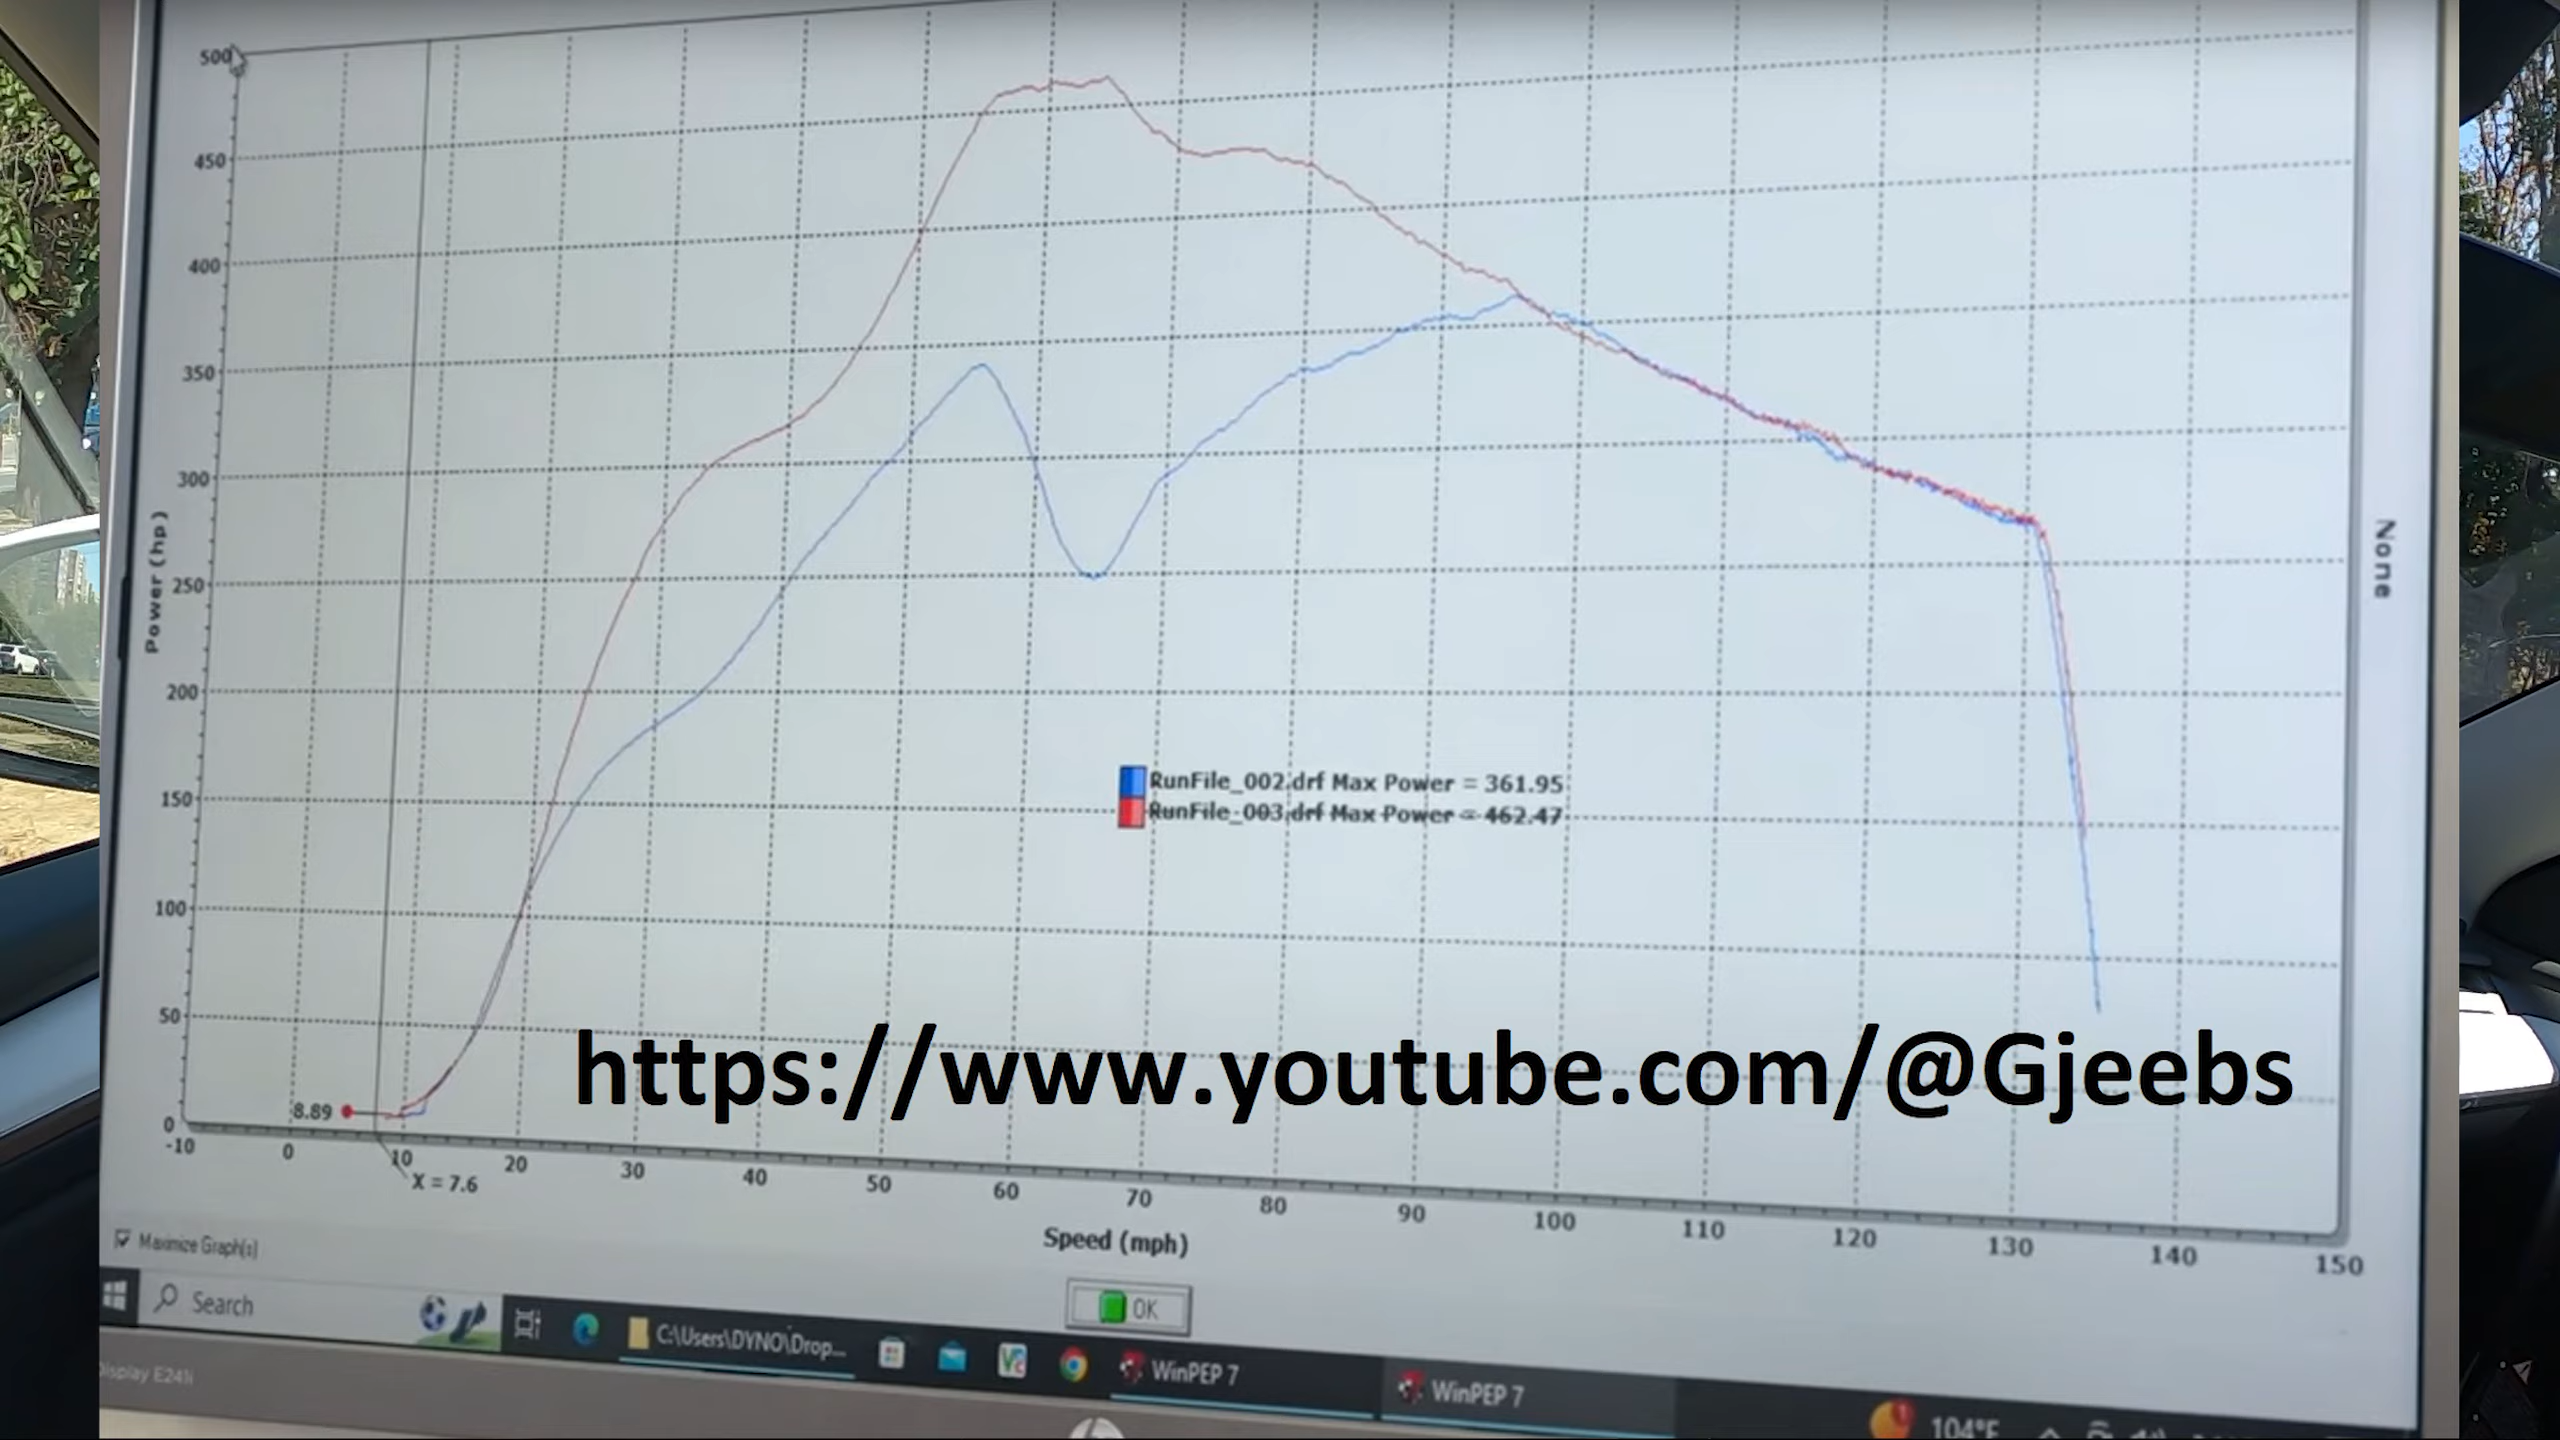 500
450
400
350
300
250
200
150
100
50
0
Power (hp)
None
RunFile_002.drf Max Power = 361.95
RunFile_003.drf Max Power = 462.47
https://www.youtube.com/@Gjeebs
8.89
-10 0 10 20 30 40 50 60 70 80 90 100 110 120 130 140 150
X = 7.6
Speed (mph)
Maximize Graph(s)
OK
Search
C:\Users\DYNO\Drop...
WinPEP 7
WinPEP 7
104°F
Display E24i